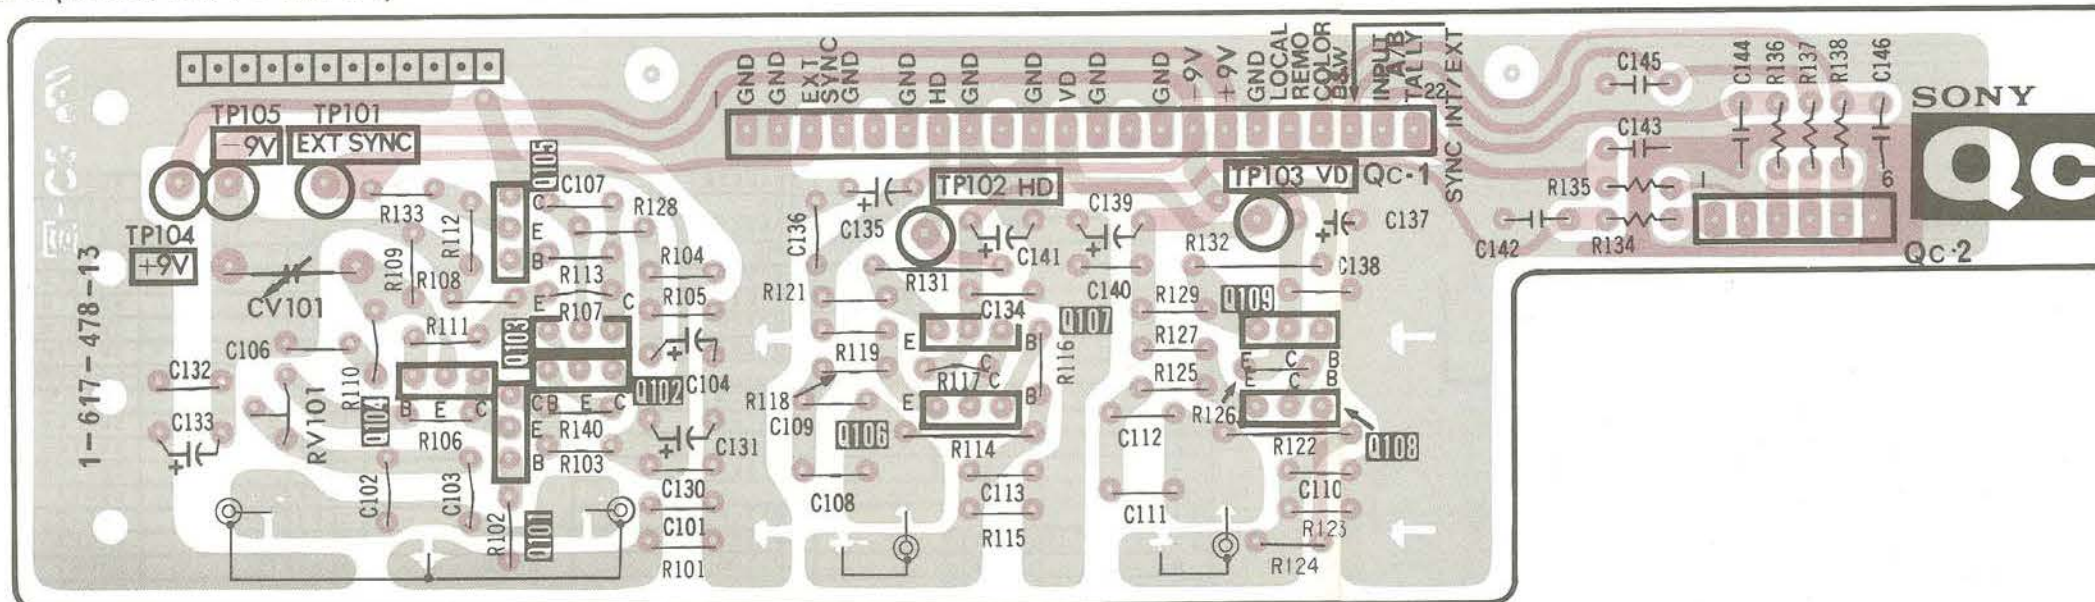 GND
GND
EXT SYNC
GND
GND
HD
GND
GND
VD
GND
GND
-9V
+9V
GND
LOCAL
REMO
COLOR
B&W
INPUT A/B
TALLY
SYNC INT/EXT
1
22
TP105
-9V
TP101
EXT SYNC
TP104
+9V
TP102 HD
TP103 VD
Qc-1
Qc-2
SONY
Qc
1-617-478-13
C145
C144
R136
R137
R138
C146
C143
R135
1
6
C142
R134
Q105
C107
R133
R112
C
E
B
R128
R109
R108
R113
R104
CV101
E
R107
C
R105
C106
R111
Q103
C104
C132
R110
Q102
C133
RV101
Q104
B E C
R106
C
E
B
B E C
R140
R103
C131
C102
C103
R102
Q101
C130
C101
R101
C136
C135
C139
C141
R132
C137
C138
R131
R121
C134
C140
R129
Q109
Q107
E
B
R119
C
R116
R127
E C B
E C B
R117
C
R125
R118
C109
E
B
R126
Q106
R114
C112
R122
Q108
C108
C113
C110
C111
R115
R123
R124